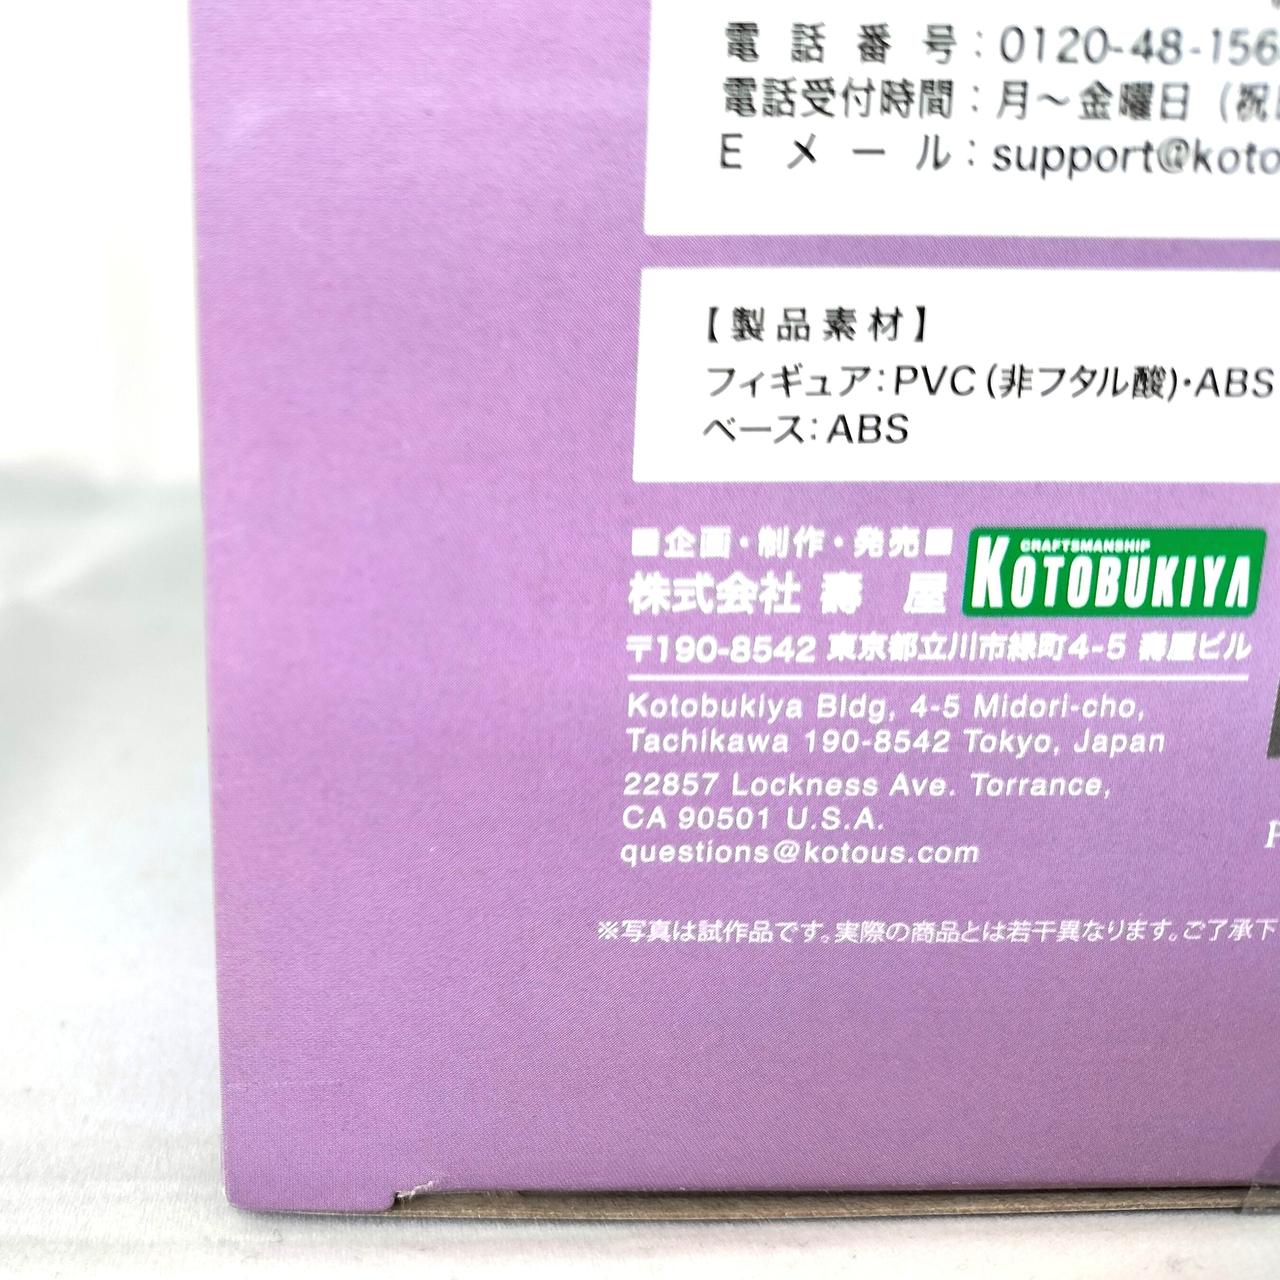 電話番号：0120-48-156
電話受付時間：月～金曜日（祝
Eメール：support@koto
【製品素材】
フィギュア：PVC(非フタル酸)・ABS
ベース：ABS
■企画・制作・発売■
株式会社 壽 屋
CRAFTSMANSHIP
KOTOBUKIYA
〒190-8542 東京都立川市緑町4-5 壽屋ビル
Kotobukiya Bldg, 4-5 Midori-cho,
Tachikawa 190-8542 Tokyo, Japan
22857 Lockness Ave. Torrance,
CA 90501 U.S.A.
questions@kotous.com
※写真は試作品です。実際の商品とは若干異なります。ご了承下